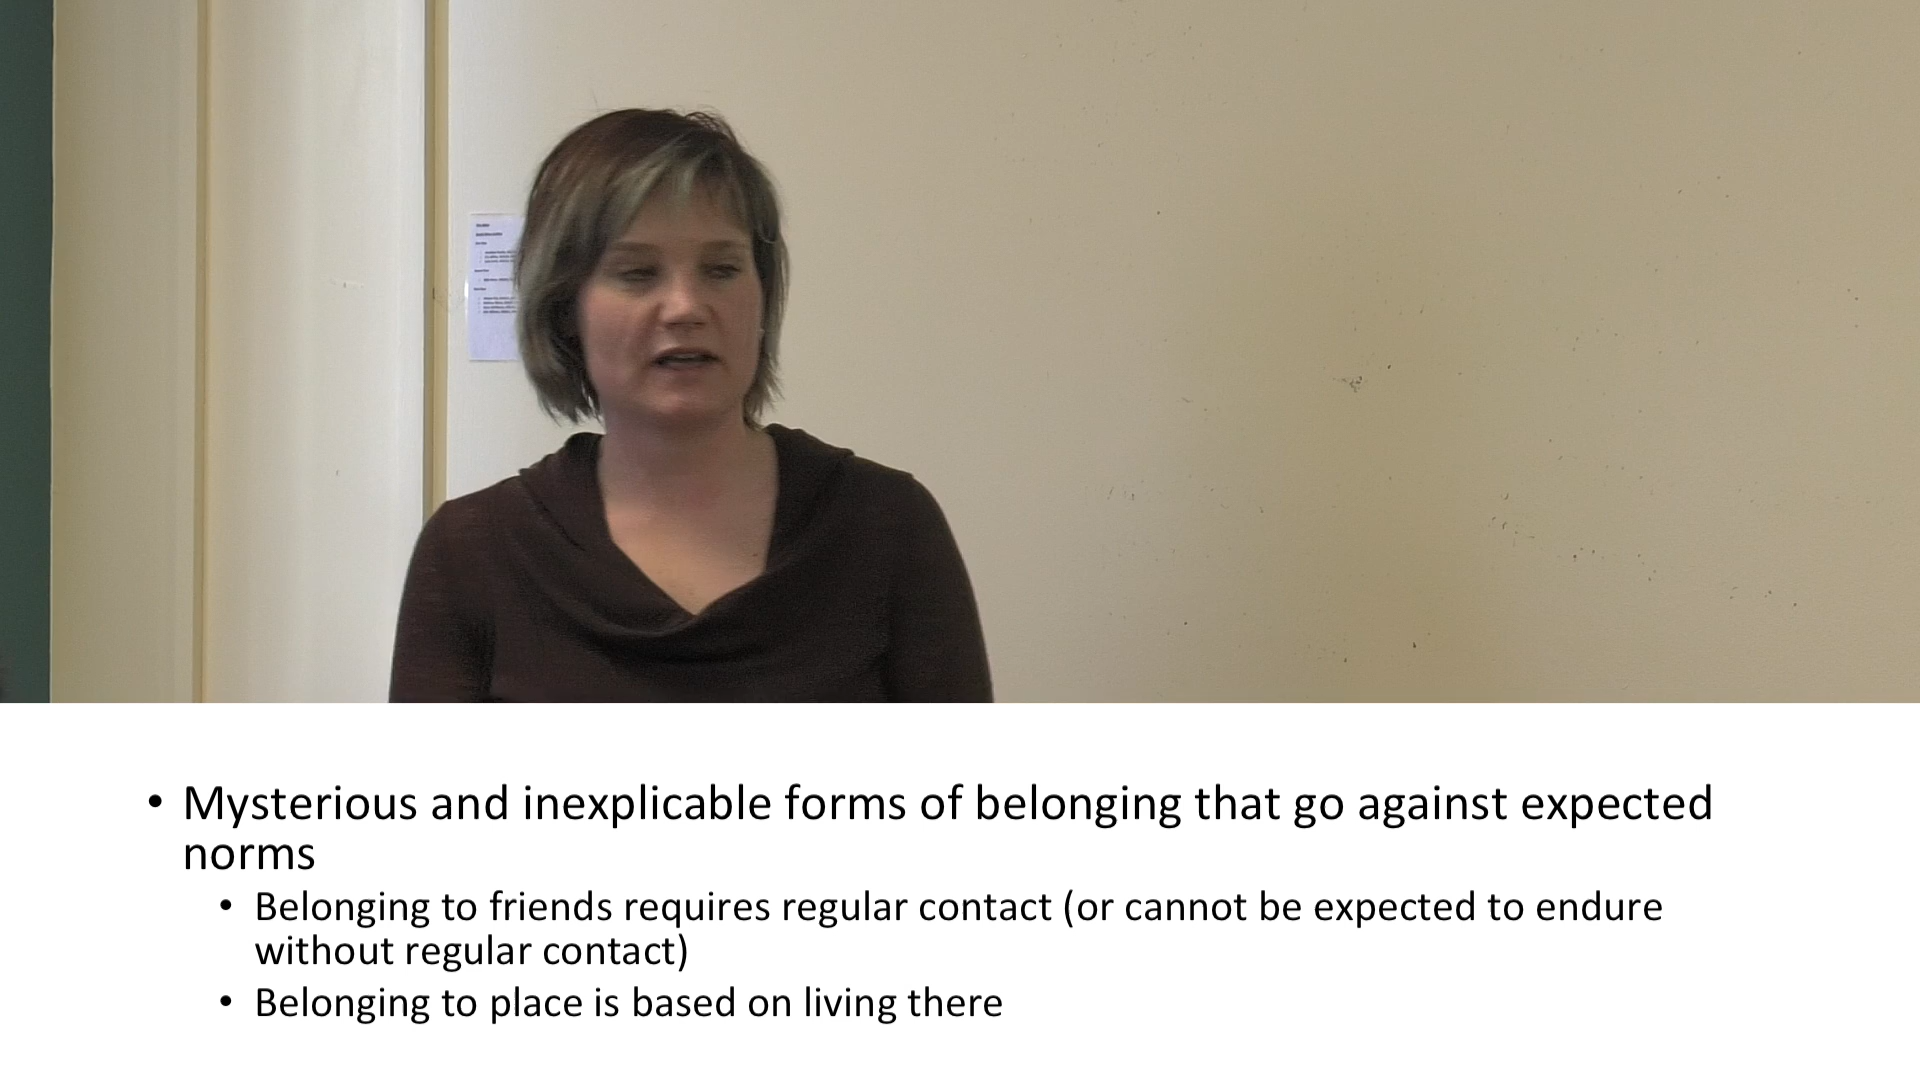 • Mysterious and inexplicable forms of belonging that go against expected
norms
• Belonging to friends requires regular contact (or cannot be expected to endure
without regular contact)
• Belonging to place is based on living there